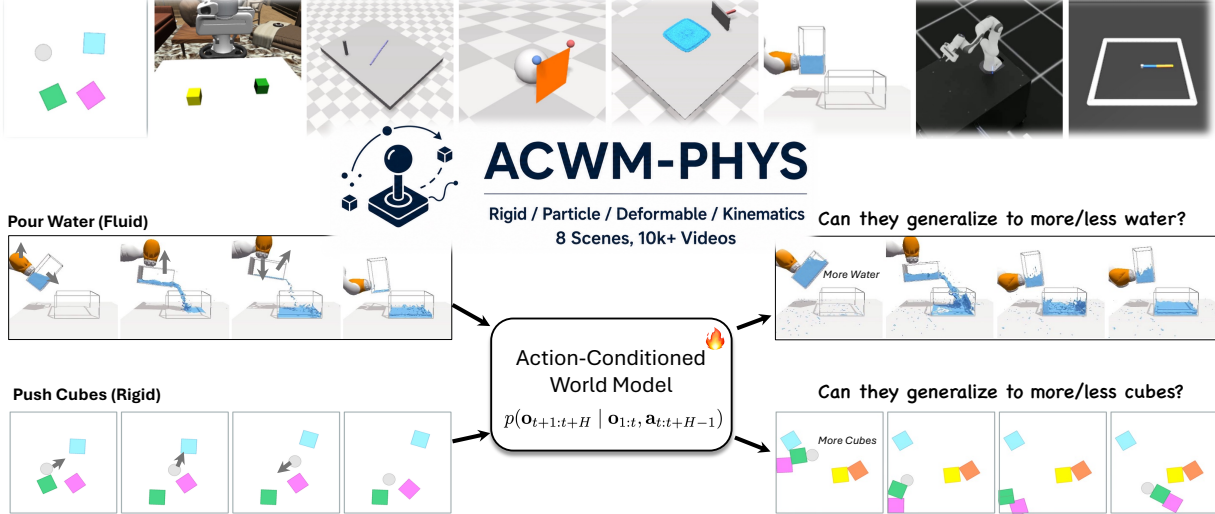 ACWM-PHYS
Rigid / Particle / Deformable / Kinematics
8 Scenes, 10k+ Videos
Pour Water (Fluid)
Can they generalize to more/less water?
More Water
Action-Conditioned
World Model
p(o_{t+1:t+H} | o_{1:t}, a_{t:t+H−1})
Push Cubes (Rigid)
Can they generalize to more/less cubes?
More Cubes